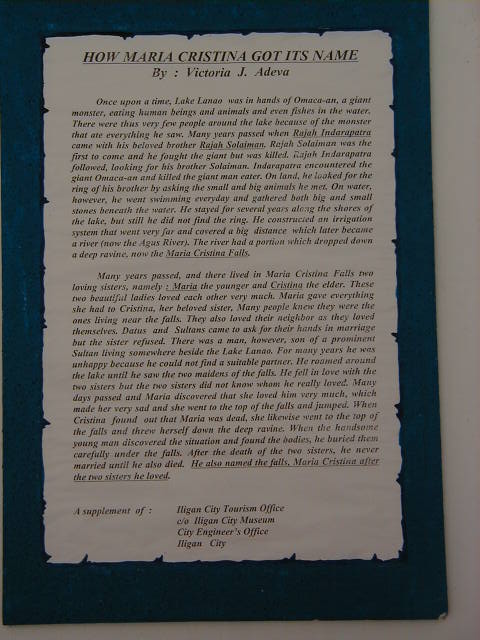 HOW MARIA CRISTINA GOT ITS NAME
By : Victoria J. Adeva
Once upon a time, Lake Lanao was in hands of Omaca-an, a giant
monster, eating human beings and animals and even fishes in the water.
There were thus very few people around the lake because of the monster
that ate everything he saw. Many years passed when Rajah Indarapatra
came with his beloved brother Rajah Solaiman. Rajah Solaiman was the
first to come and he fought the giant but was killed. Rajah Indarapatra
followed, looking for his brother Solaiman. Indarapatra encountered the
giant Omaca-an and killed the giant man eater. On land, he looked for the
ring of his brother by asking the small and big animals he met. On water,
however, he went swimming everyday and gathered both big and small
stones beneath the water. He stayed for several years along the shores of
the lake, but still he did not find the ring. He constructed an irrigation
system that went very far and covered a big distance which later became
a river (now the Agus River). The river had a portion which dropped down
a deep ravine, now the Maria Cristina Falls.
Many years passed, and there lived in Maria Cristina Falls two
loving sisters, namely : Maria the younger and Cristina the elder. These
two beautiful ladies loved each other very much. Maria gave everything
she had to Cristina, her beloved sister, Many people knew they were the
ones living near the falls. They also loved their neighbor as they loved
themselves. Datus and Sultans came to ask for their hands in marriage
but the sister refused. There was a man, however, son of a prominent
Sultan living somewhere beside the Lake Lanao. For many years he was
unhappy because he could not find a suitable partner. He roamed around
the lake until he saw the two maidens of the falls. He fell in love with the
two sisters but the two sisters did not know whom he really loved. Many
days passed and Maria discovered that she loved him very much, which
made her very sad and she went to the top of the falls and jumped. When
Cristina found out that Maria was dead, she likewise went to the top of
the falls and threw herself down the deep ravine. When the handsome
young man discovered the situation and found the bodies, he buried them
carefully under the falls. After the death of the two sisters, he never
married until he also died. He also named the falls, Maria Cristina after
the two sisters he loved.
A supplement of : Iligan City Tourism Office
c/o Iligan City Museum
City Engineer's Office
Iligan City